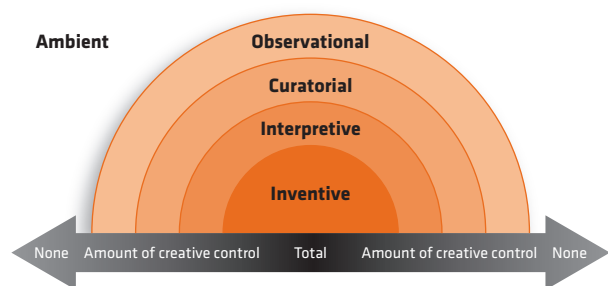 Ambient
Observational
Curatorial
Interpretive
Inventive
None Amount of creative control Total Amount of creative control None